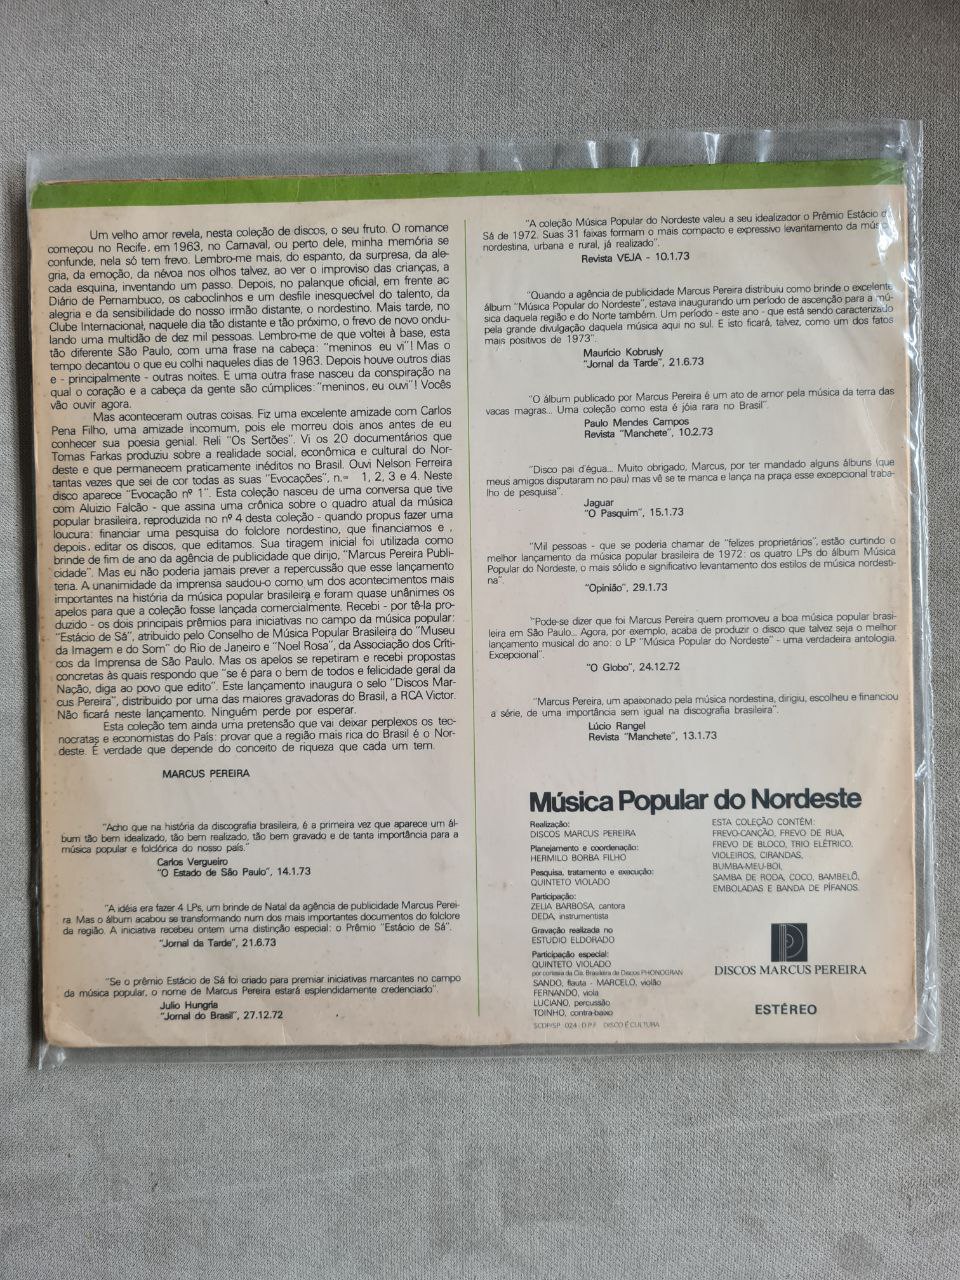 Um velho amor revela, nesta coleção de discos, o seu fruto. O romance
começou no Recife, em 1963, no Carnaval, ou perto dele, minha memória se
confunde, nela só tem frevo. Lembro-me mais, do espanto, da surpresa, da ale-
gria, da emoção, da névoa nos olhos talvez, ao ver o improviso das crianças, a
cada esquina, inventando um passo. Depois, no palanque oficial, em frente ao
Diário de Pernambuco, os caboclinhos e um desfile inesquecível do talento, da
alegria e da sensibilidade do nosso irmão distante, o nordestino. Mais tarde, no
Clube Internacional, naquele dia tão distante e tão próximo, o frevo de novo ondu-
lando uma multidão de dez mil pessoas. Lembro-me de que voltei à base, esta
tão diferente São Paulo, com uma frase na cabeça: "meninos eu vi"! Mas o
tempo decantou o que eu colhi naqueles dias de 1963. Depois houve outros dias
e - principalmente - outras noites. E uma outra frase nasceu da conspiração na
qual o coração e a cabeça da gente são cúmplices: "meninos, eu ouvi"! Vocês
vão ouvir agora.
Mas aconteceram outras coisas. Fiz uma excelente amizade com Carlos
Pena Filho, uma amizade incomum, pois ele morreu dois anos antes de eu
conhecer sua poesia genial. Reli "Os Sertões". Vi os 20 documentários que
Tomas Farkas produziu sobre a realidade social, econômica e cultural do Nor-
deste e que permanecem praticamente inéditos no Brasil. Ouvi Nelson Ferreira
tantas vezes que sei de cor todas as suas "Evocações", n.ºs 1, 2, 3 e 4. Neste
disco aparece "Evocação nº 1". Esta coleção nasceu de uma conversa que tive
com Aluizio Falcão - que assina uma crônica sobre o quadro atual da música
popular brasileira, reproduzida no nº 4 desta coleção - quando propus fazer uma
loucura: financiar uma pesquisa do folclore nordestino, que financiamos e ,
depois, editar os discos, que editamos. Sua tiragem inicial foi utilizada como
brinde de fim de ano da agência de publicidade que dirijo, "Marcus Pereira Publi-
cidade". Mas eu não poderia jamais prever a repercussão que esse lançamento
teria. A unanimidade da imprensa saudou-o como um dos acontecimentos mais
importantes na história da música popular brasileira e foram quase unânimes os
apelos para que a coleção fosse lançada comercialmente. Recebi - por tê-la pro-
duzido - os dois principais prêmios para iniciativas no campo da música popular:
"Estácio de Sá", atribuido pelo Conselho de Música Popular Brasileira do "Museu
da Imagem e do Som" do Rio de Janeiro e "Noel Rosa", da Associação dos Críti-
cos da Imprensa de São Paulo. Mas os apelos se repetiram e recebi propostas
concretas às quais respondo que "se é para o bem de todos e felicidade geral da
Nação, diga ao povo que edito". Este lançamento inaugura o selo "Discos Mar-
cus Pereira", distribuido por uma das maiores gravadoras do Brasil, a RCA Victor.
Não ficará neste lançamento. Ninguém perde por esperar.
Esta coleção tem ainda uma pretensão que vai deixar perplexos os tec-
nocratas e economistas do País: provar que a região mais rica do Brasil é o Nor-
deste. É verdade que depende do conceito de riqueza que cada um tem.
MARCUS PEREIRA
"Acho que na história da discografia brasileira, é a primeira vez que aparece um ál-
bum tão bem idealizado, tão bem realizado, tão bem gravado e de tanta importância para a
música popular e folclórica do nosso país."
Carlos Vergueiro
"O Estado de São Paulo", 14.1.73
"A idéia era fazer 4 LPs, um brinde de Natal da agência de publicidade Marcus Perei-
ra. Mas o álbum acabou se transformando num dos mais importantes documentos do folclore
da região. A iniciativa recebeu ontem uma distinção especial: o Prêmio "Estácio de Sá".
"Jornal da Tarde", 21.6.73
"Se o prêmio Estácio de Sá foi criado para premiar iniciativas marcantes no campo
da música popular, o nome de Marcus Pereira estará esplendidamente credenciado".
Julio Hungria
"Jornal do Brasil", 27.12.72
"A coleção Música Popular do Nordeste valeu a seu idealizador o Prêmio Estácio de
Sá de 1972. Suas 31 faixas formam o mais compacto e expressivo levantamento da música
nordestina, urbana e rural, já realizado".
Revista VEJA - 10.1.73
"Quando a agência de publicidade Marcus Pereira distribuiu como brinde o excelente
álbum "Música Popular do Nordeste", estava inaugurando um período de ascenção para a mú-
sica daquela região e do Norte também. Um período - este ano - que está sendo caracterizado
pela grande divulgação daquela música aqui no sul. E isto ficará, talvez, como um dos fatos
mais positivos de 1973".
Maurício Kobrusly
"Jornal da Tarde", 21.6.73
"O álbum publicado por Marcus Pereira é um ato de amor pela música da terra das
vacas magras... Uma coleção como esta é jóia rara no Brasil".
Paulo Mendes Campos
Revista "Manchete", 10.2.73
"Disco pai d'égua... Muito obrigado, Marcus, por ter mandado alguns álbuns (que
meus amigos disputaram no pau) mas vê se te manca e lança na praça esse excepcional traba-
lho de pesquisa".
Jaguar
"O Pasquim", 15.1.73
"Mil pessoas - que se poderia chamar de "felizes proprietários", estão curtindo o
melhor lançamento da música popular brasileira de 1972: os quatro LPs do álbum Música
Popular do Nordeste, o mais sólido e significativo levantamento dos estilos de música nordesti-
na".
"Opinião", 29.1.73
"Pode-se dizer que foi Marcus Pereira quem promoveu a boa música popular brasi-
leira em São Paulo... Agora, por exemplo, acaba de produzir o disco que talvez seja o melhor
lançamento musical do ano: o LP "Música Popular do Nordeste" - uma verdadeira antologia.
Excepcional".
"O Globo", 24.12.72
"Marcus Pereira, um apaixonado pela música nordestina, dirigiu, escolheu e financiou
a série, de uma importância sem igual na discografia brasileira".
Lúcio Rangel
Revista "Manchete", 13.1.73
Música Popular do Nordeste
Realização:
DISCOS MARCUS PEREIRA
Planejamento e coordenação:
HERMILO BORBA FILHO
Pesquisa, tratamento e execução:
QUINTETO VIOLADO
Participação:
ZELIA BARBOSA, cantora
DEDA, instrumentista
Gravação realizada no
ESTUDIO ELDORADO
Participação especial:
QUINTETO VIOLADO
por cortesia da Cia. Brasileira de Discos PHONOGRAN
SANDO, flauta - MARCELO, violão
FERNANDO, viola
LUCIANO, percussão
TOINHO, contra-baixo
SCDP/SP 024 D.P.F. DISCO É CULTURA
ESTA COLEÇÃO CONTÉM:
FREVO-CANÇÃO, FREVO DE RUA,
FREVO DE BLOCO, TRIO ELÉTRICO,
VIOLEIROS, CIRANDAS,
BUMBA-MEU-BOI,
SAMBA DE RODA, COCO, BAMBELÔ,
EMBOLADAS E BANDA DE PÍFANOS.
DISCOS MARCUS PEREIRA
ESTÉREO